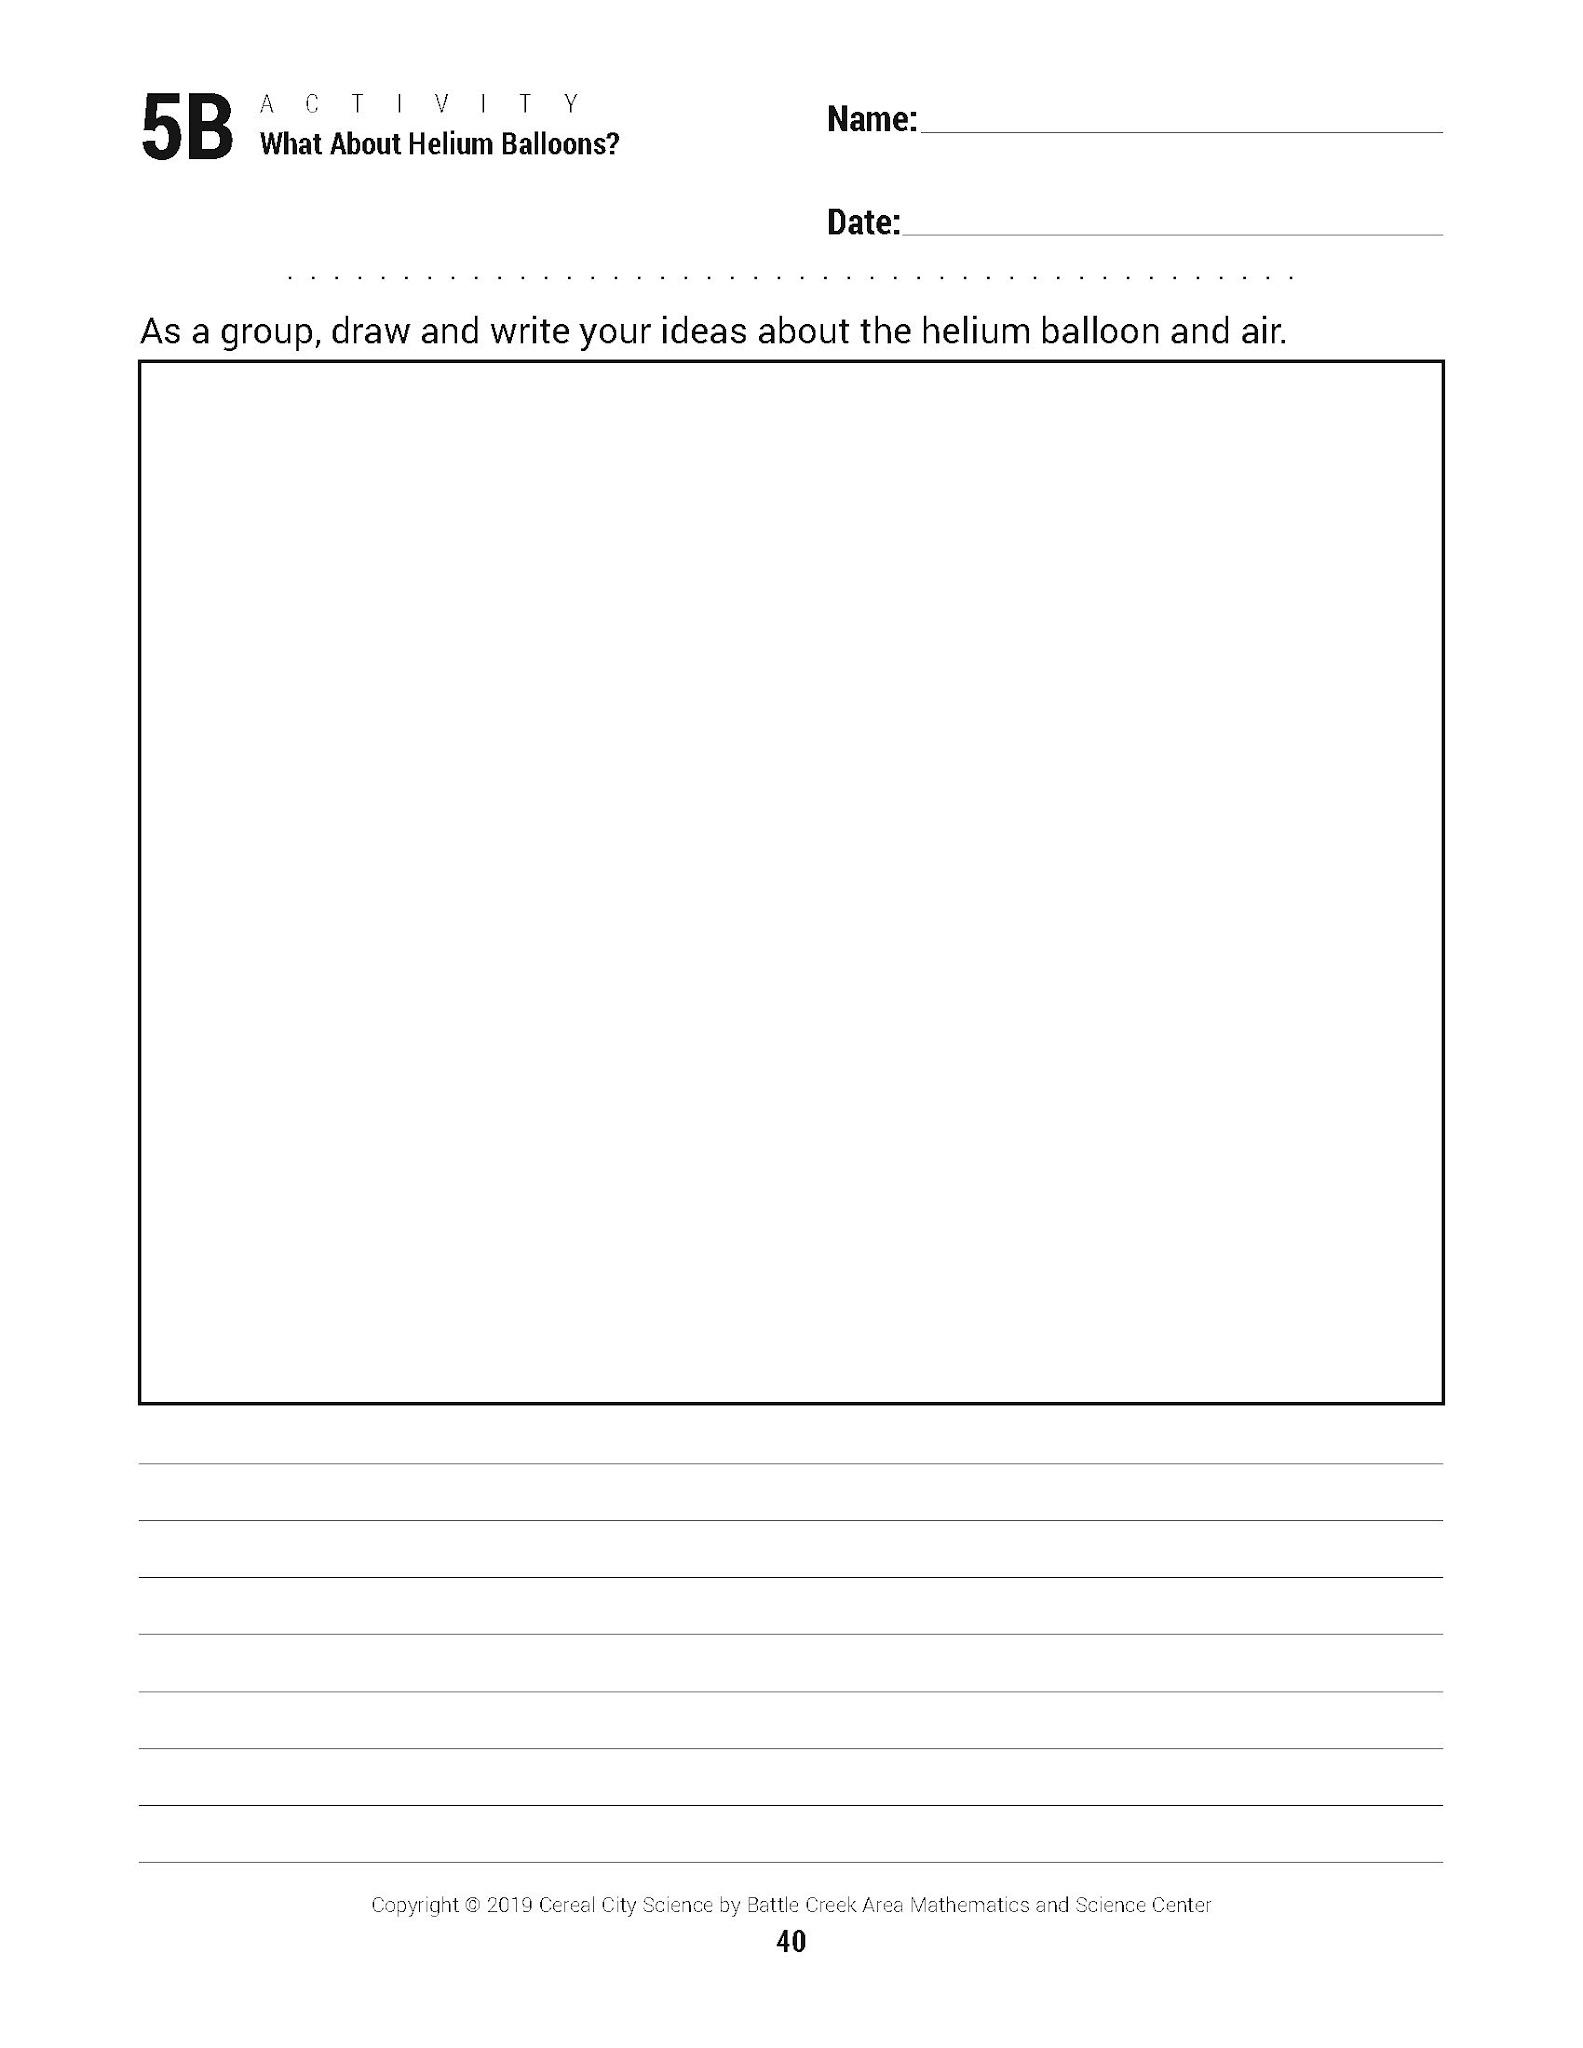 5B ACTIVITY
What About Helium Balloons?
Name:
Date:
As a group, draw and write your ideas about the helium balloon and air.
Copyright © 2019 Cereal City Science by Battle Creek Area Mathematics and Science Center
40